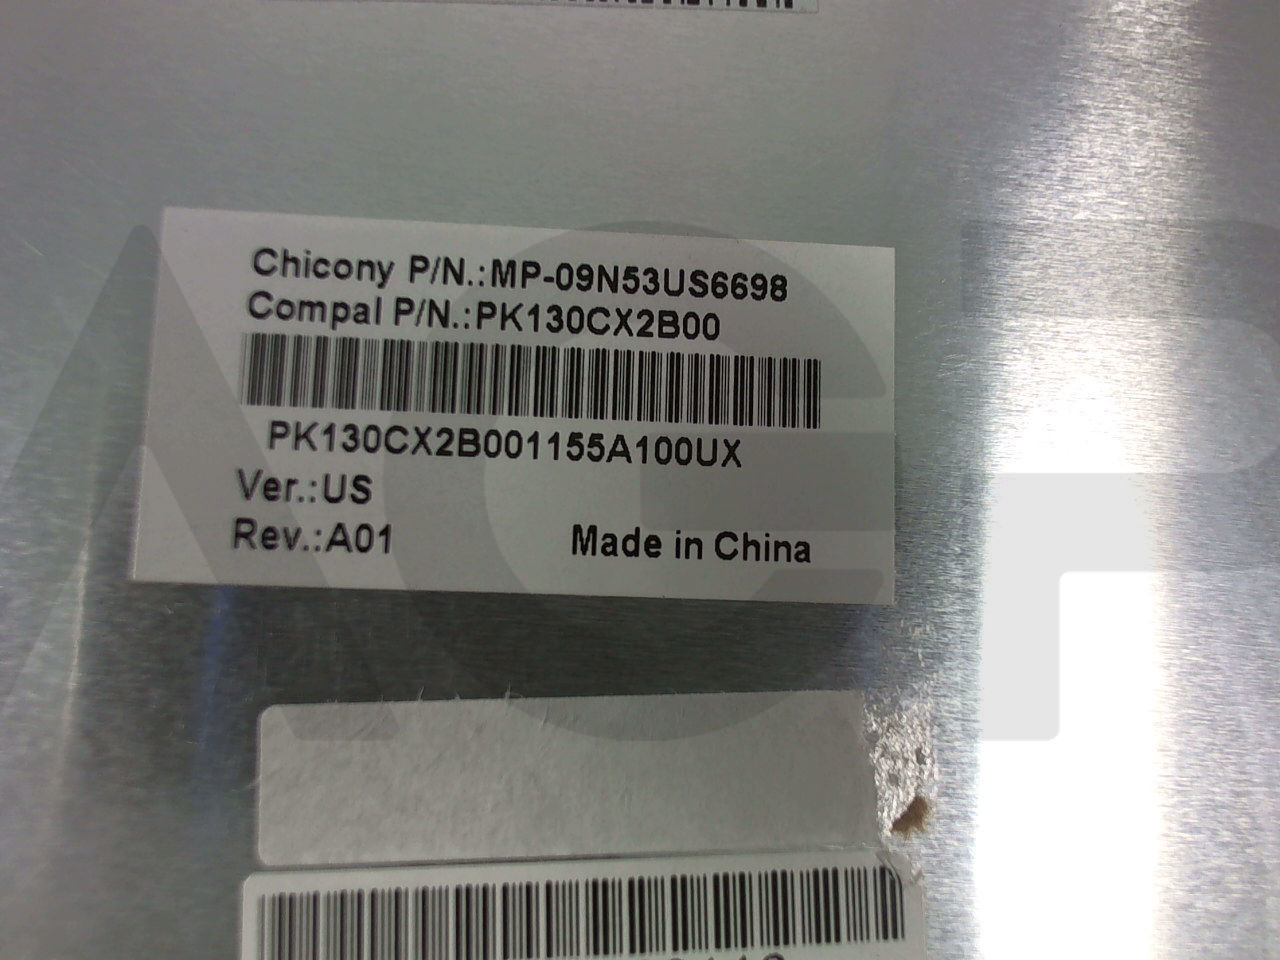 Chicony P/N.:MP-09N53US6698
Compal P/N.:PK130CX2B00
PK130CX2B001155A100UX
Ver.:US
Rev.:A01
Made in China